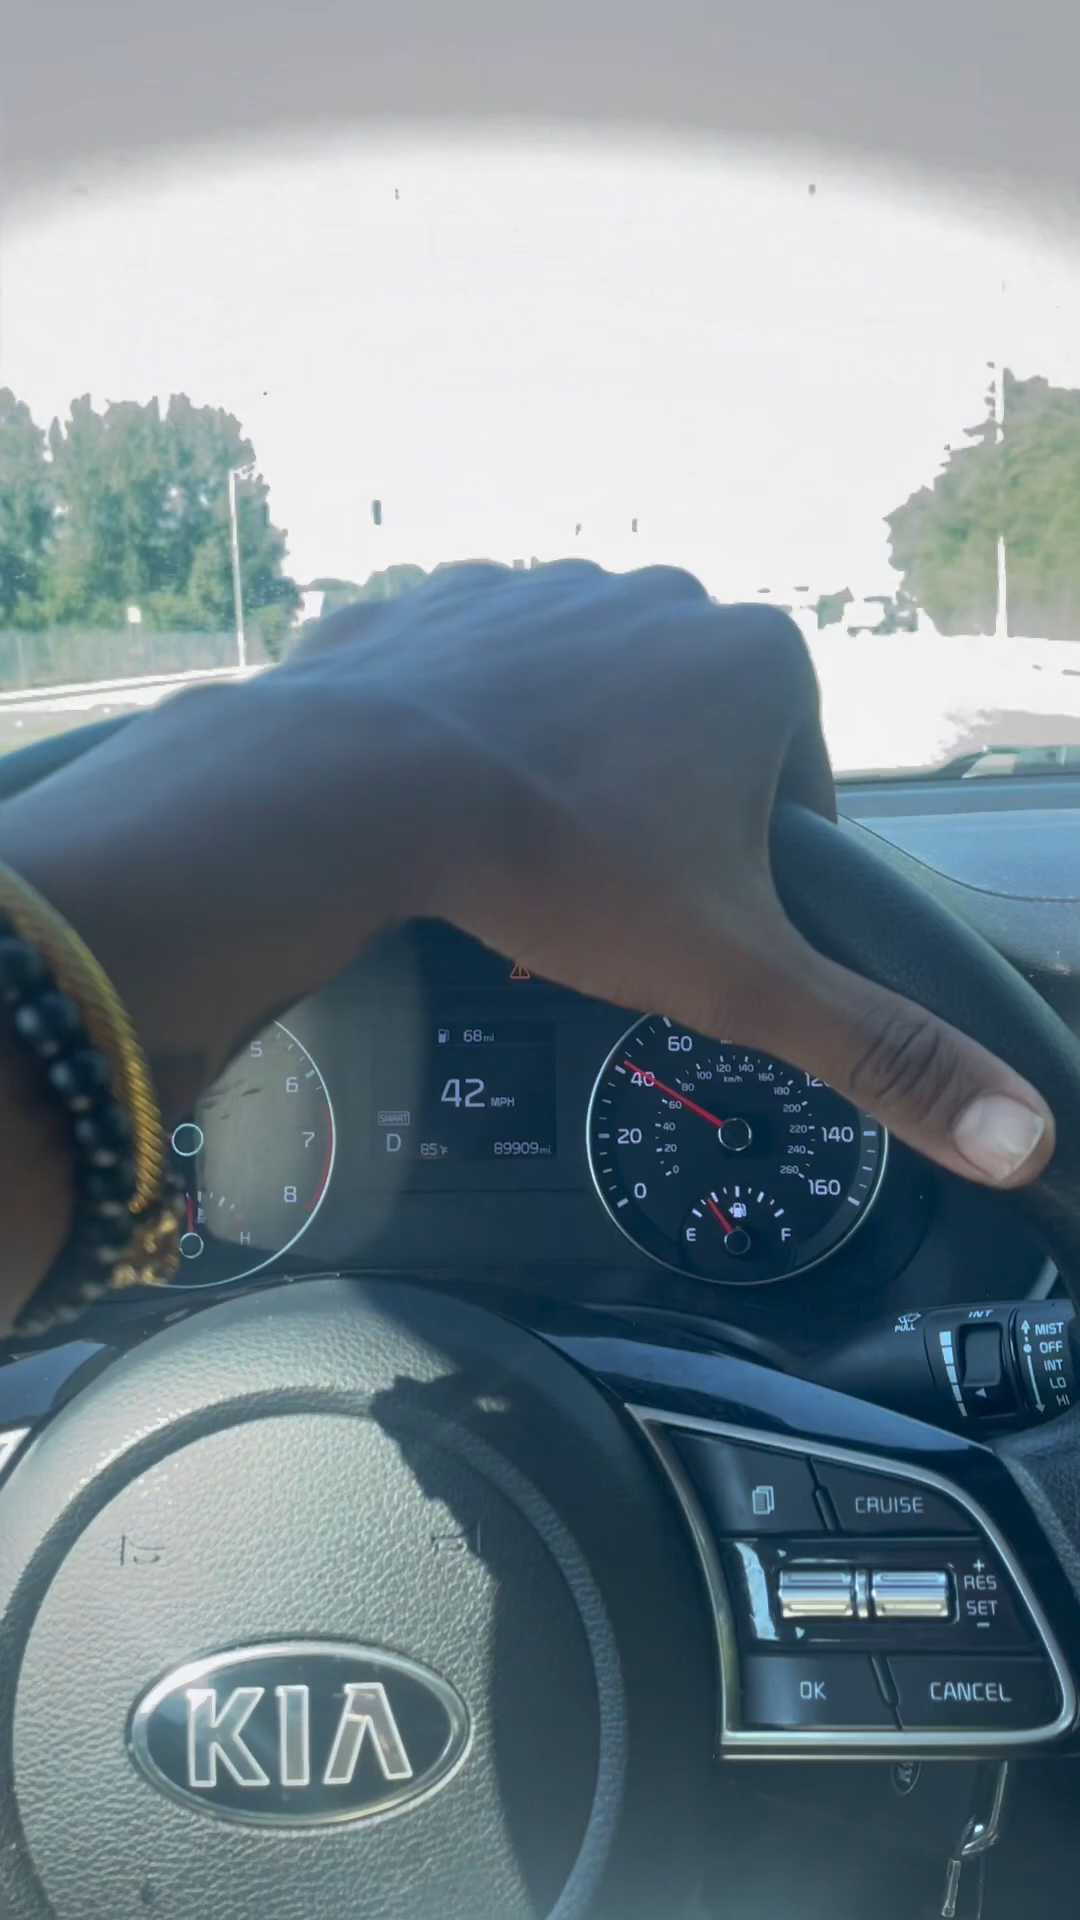 68mi
42 MPH
SMART
D
85°F
89909mi
5
6
7
8
H
0
20
40
60
140
160
0
20
40
60
80
100
120
140
160
180
200
220
240
260
km/h
E
F
PULL
INT
MIST
OFF
INT
LO
HI
CRUISE
+
RES
SET
−
OK
CANCEL
KIA